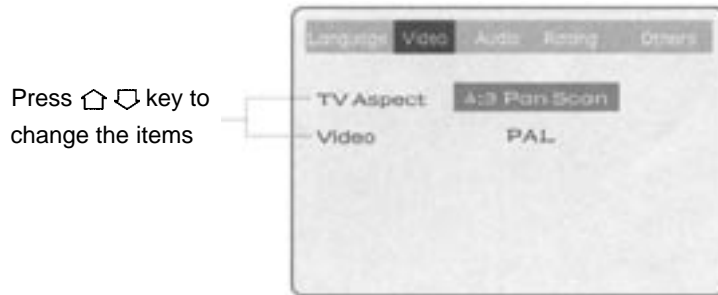 Language Video Audio Rating Others
Press ⇧ ⇩ key to
change the items
TV Aspect 4:3 Pan Scan
Video PAL